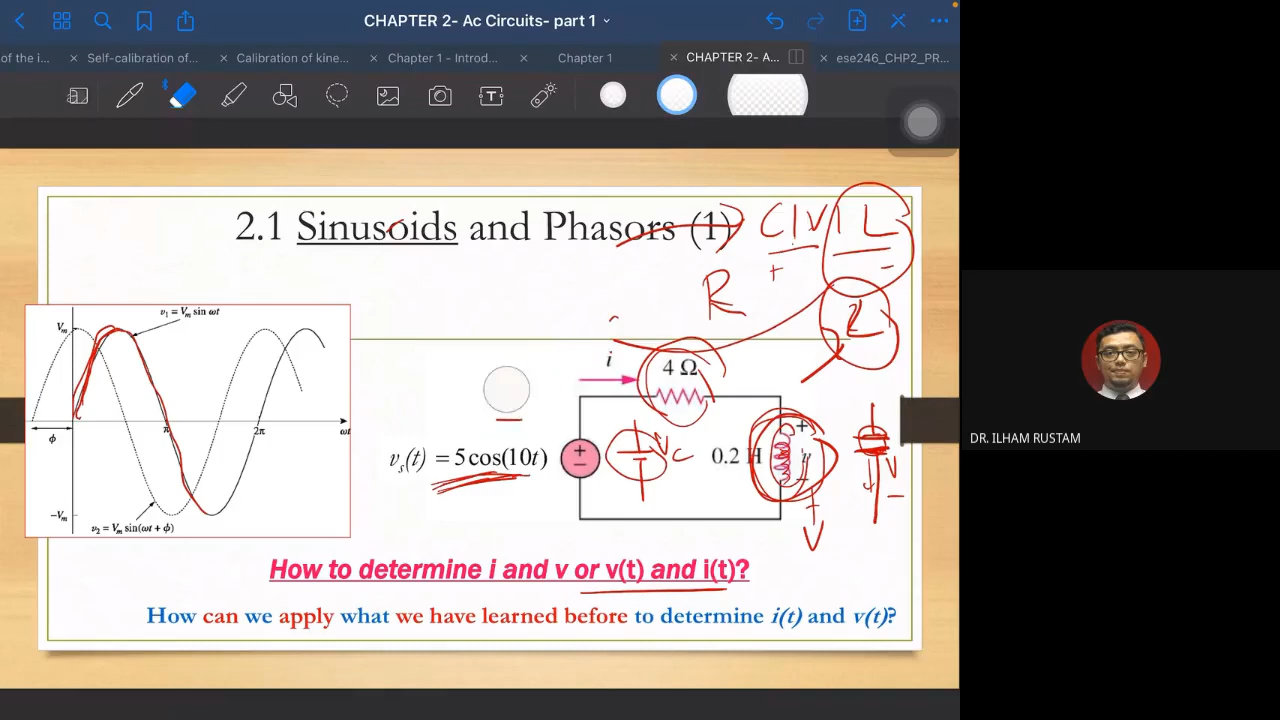 CHAPTER 2- Ac Circuits- part 1
of the i...
Self-calibration of...
Calibration of kine...
Chapter 1 - Introd...
Chapter 1
CHAPTER 2- A...
ese246_CHP2_PR...
T
2.1 Sinusoids and Phasors (1)
CIVIL
+ -
R
v₁ = Vm sin ωt
Vm
π
2π
ωt
ϕ
-Vm
v₂ = Vm sin(ωt + ϕ)
i
4 Ω
vs(t) = 5cos(10t)
+
−
0.2 H
+
v
−
V
V
-
How to determine i and v or v(t) and i(t)?
How can we apply what we have learned before to determine i(t) and v(t)?
DR. ILHAM RUSTAM